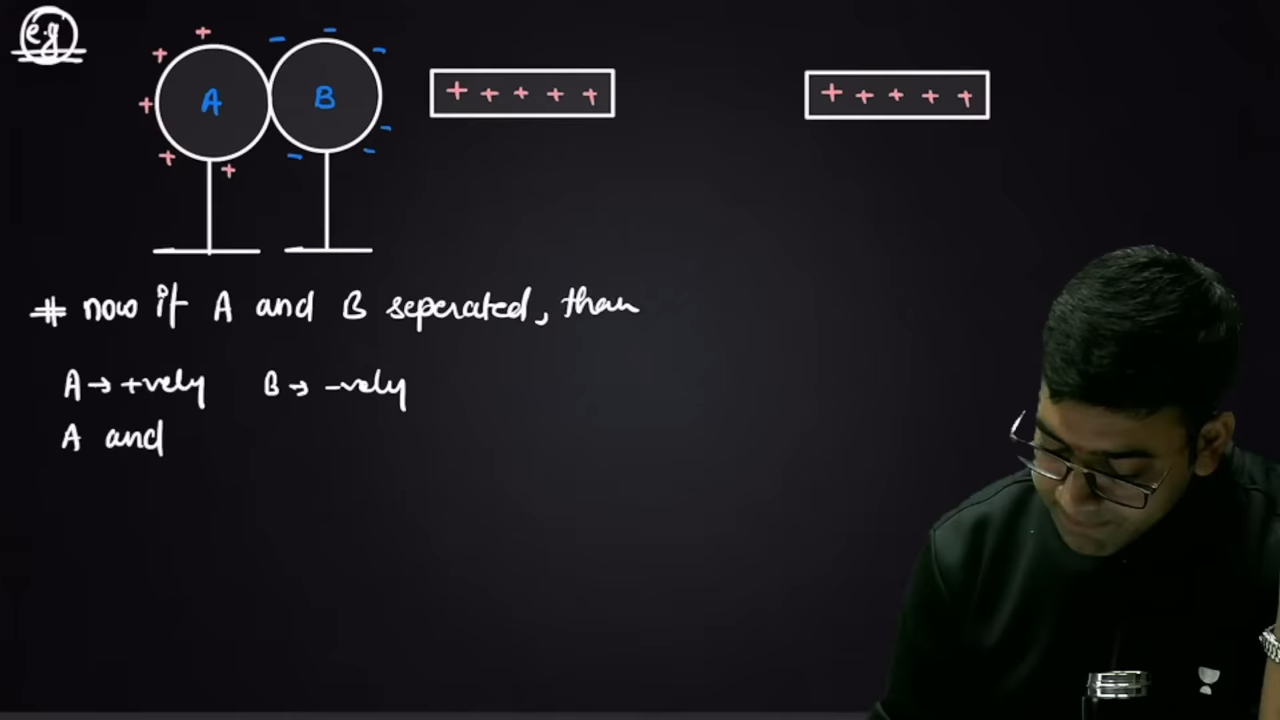 e.g
A B
+ + + + +
+ + + + +
# now if A and B seperated, than
A → +vely B → -vely
A and